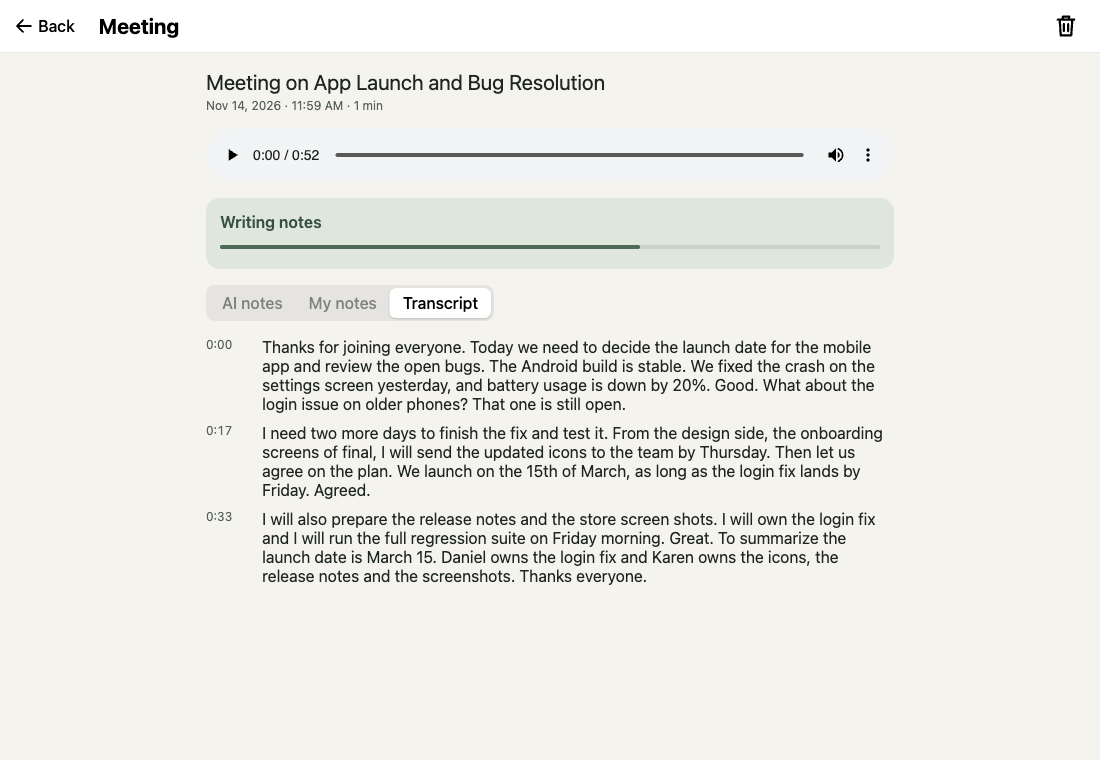 Back Meeting
Meeting on App Launch and Bug Resolution
Nov 14, 2026 · 11:59 AM · 1 min
0:00 / 0:52
Writing notes
AI notes My notes Transcript
0:00 Thanks for joining everyone. Today we need to decide the launch date for the mobile
app and review the open bugs. The Android build is stable. We fixed the crash on the
settings screen yesterday, and battery usage is down by 20%. Good. What about the
login issue on older phones? That one is still open.
0:17 I need two more days to finish the fix and test it. From the design side, the onboarding
screens of final, I will send the updated icons to the team by Thursday. Then let us
agree on the plan. We launch on the 15th of March, as long as the login fix lands by
Friday. Agreed.
0:33 I will also prepare the release notes and the store screen shots. I will own the login fix
and I will run the full regression suite on Friday morning. Great. To summarize the
launch date is March 15. Daniel owns the login fix and Karen owns the icons, the
release notes and the screenshots. Thanks everyone.